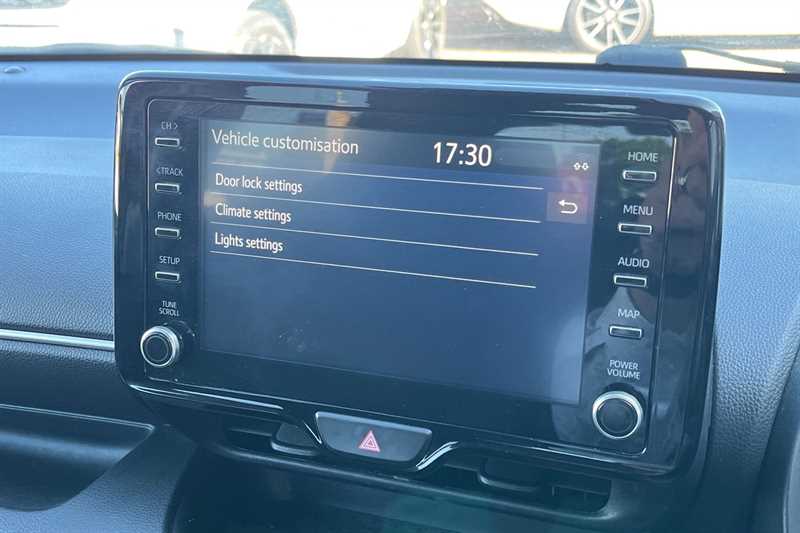 Vehicle customisation
17:30
Door lock settings
Climate settings
Lights settings
CH >
< TRACK
PHONE
SETUP
TUNE
SCROLL
HOME
MENU
AUDIO
MAP
POWER
VOLUME